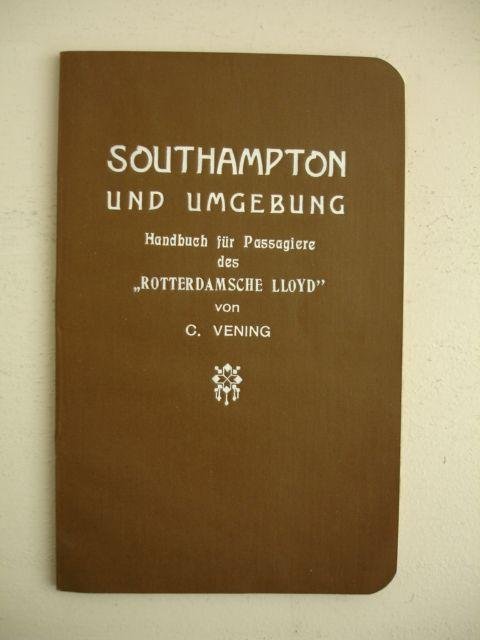 SOUTHAMPTON
UND UMGEBUNG
Handbuch für Passagiere
des
„ROTTERDAMSCHE LLOYD”
von
C. VENING